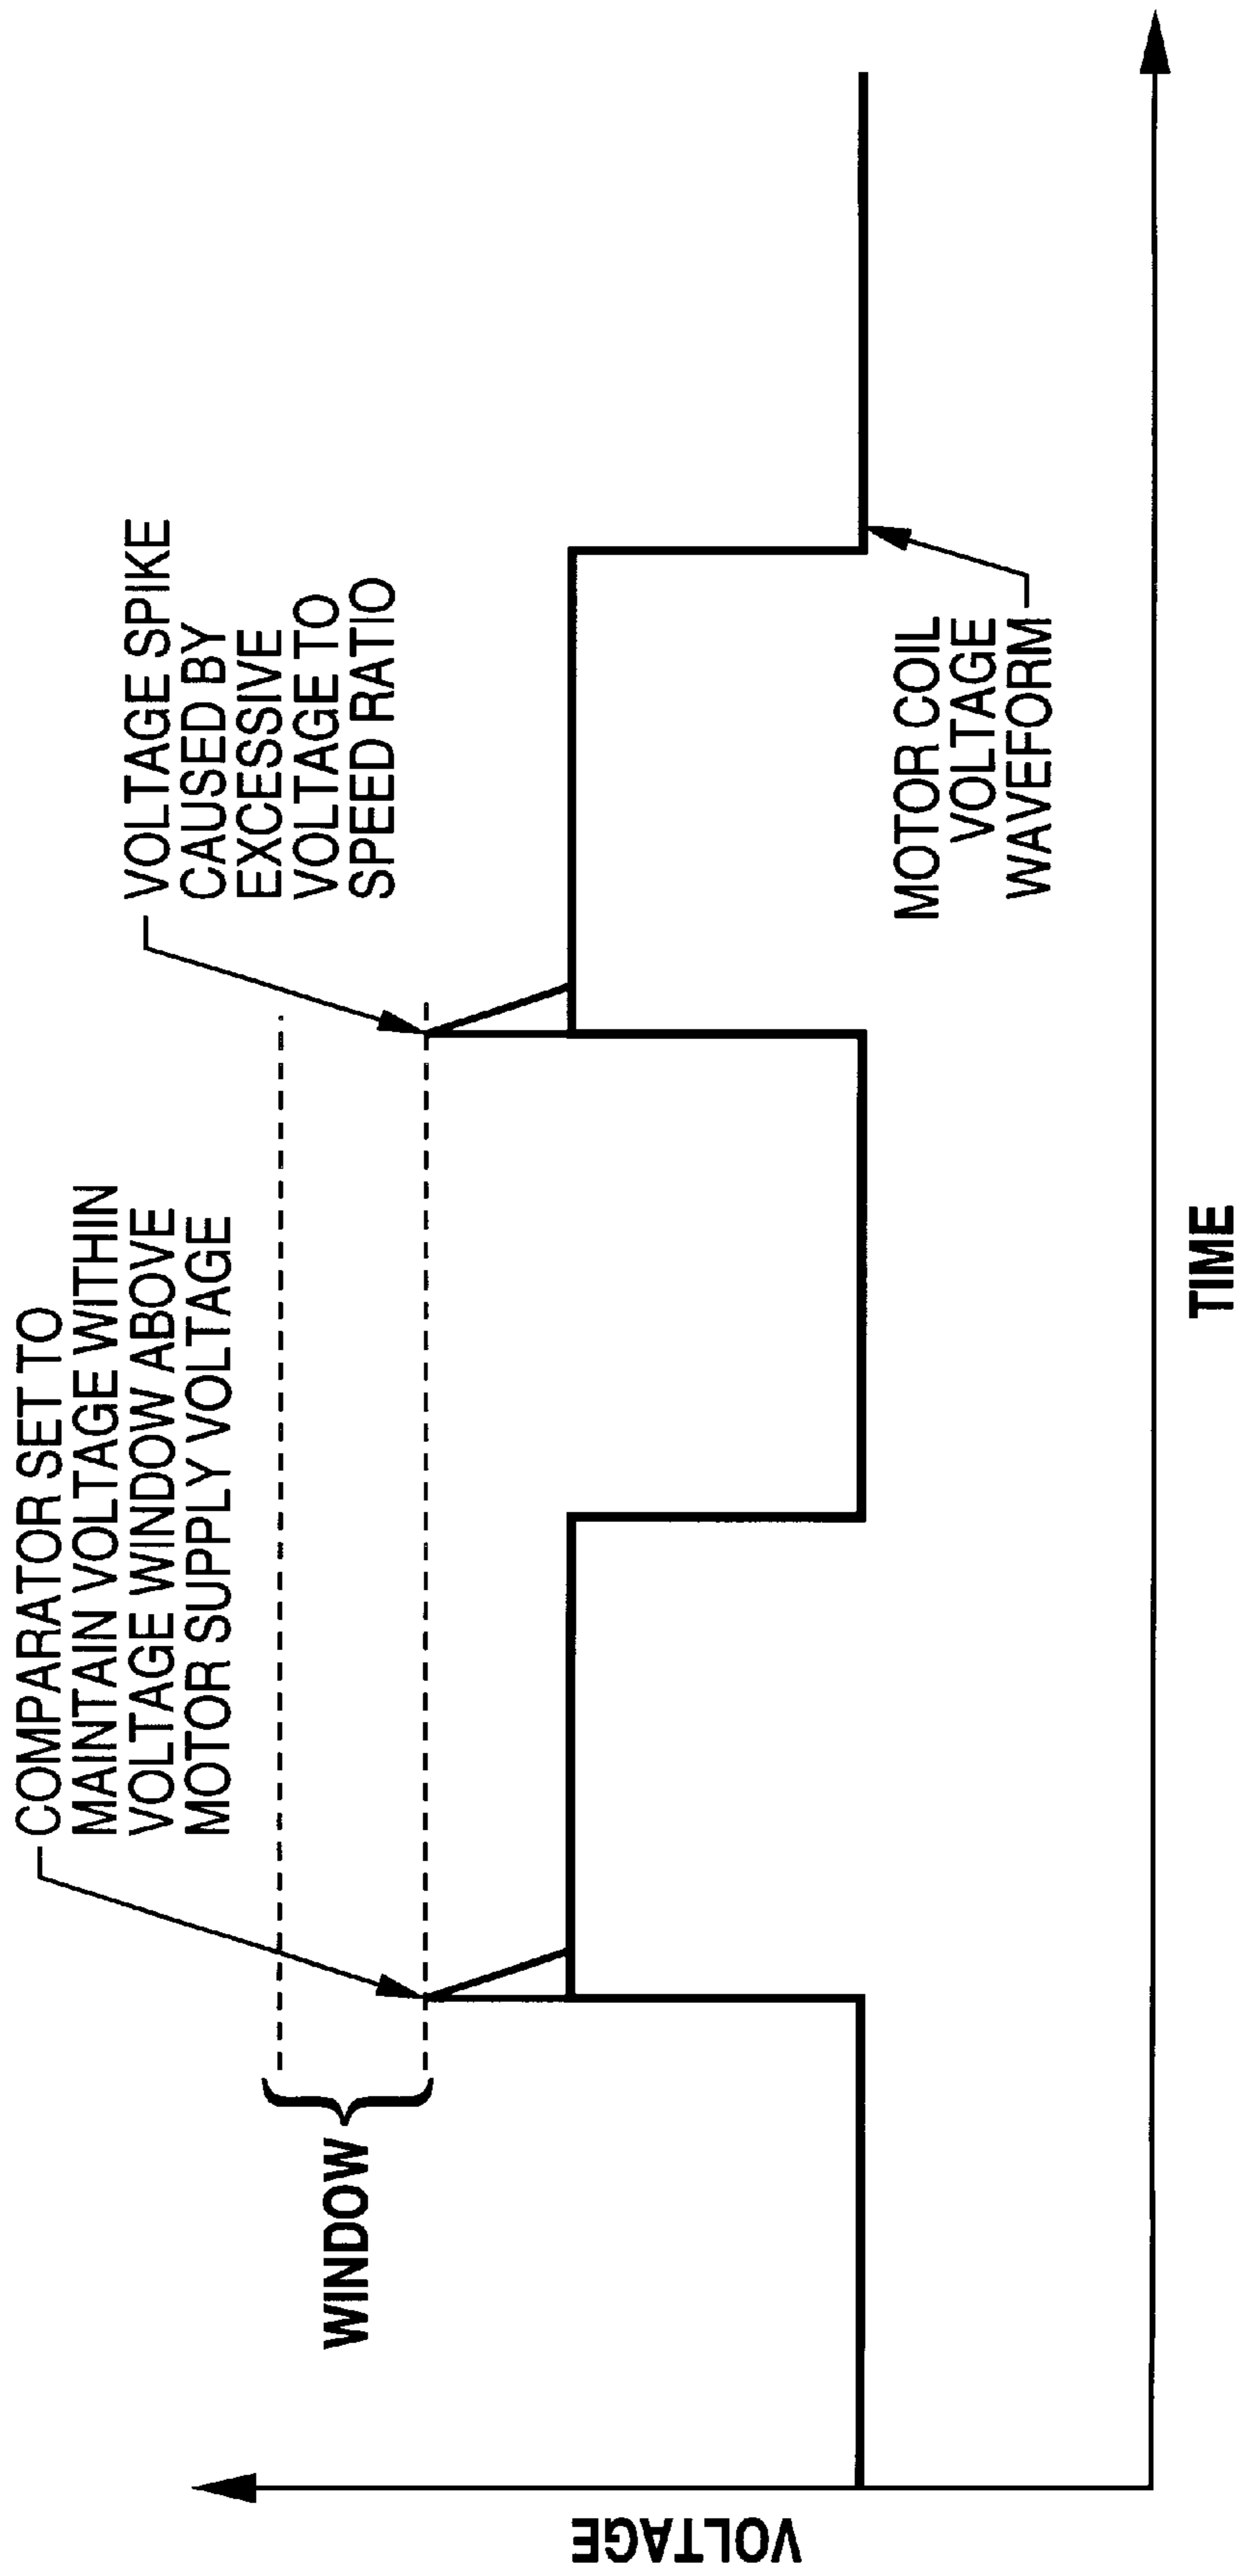 COMPARATOR SET TO
MAINTAIN VOLTAGE WITHIN
VOLTAGE WINDOW ABOVE
MOTOR SUPPLY VOLTAGE
VOLTAGE SPIKE
CAUSED BY
EXCESSIVE
VOLTAGE TO
SPEED RATIO
WINDOW
MOTOR COIL
VOLTAGE
WAVEFORM
VOLTAGE
TIME